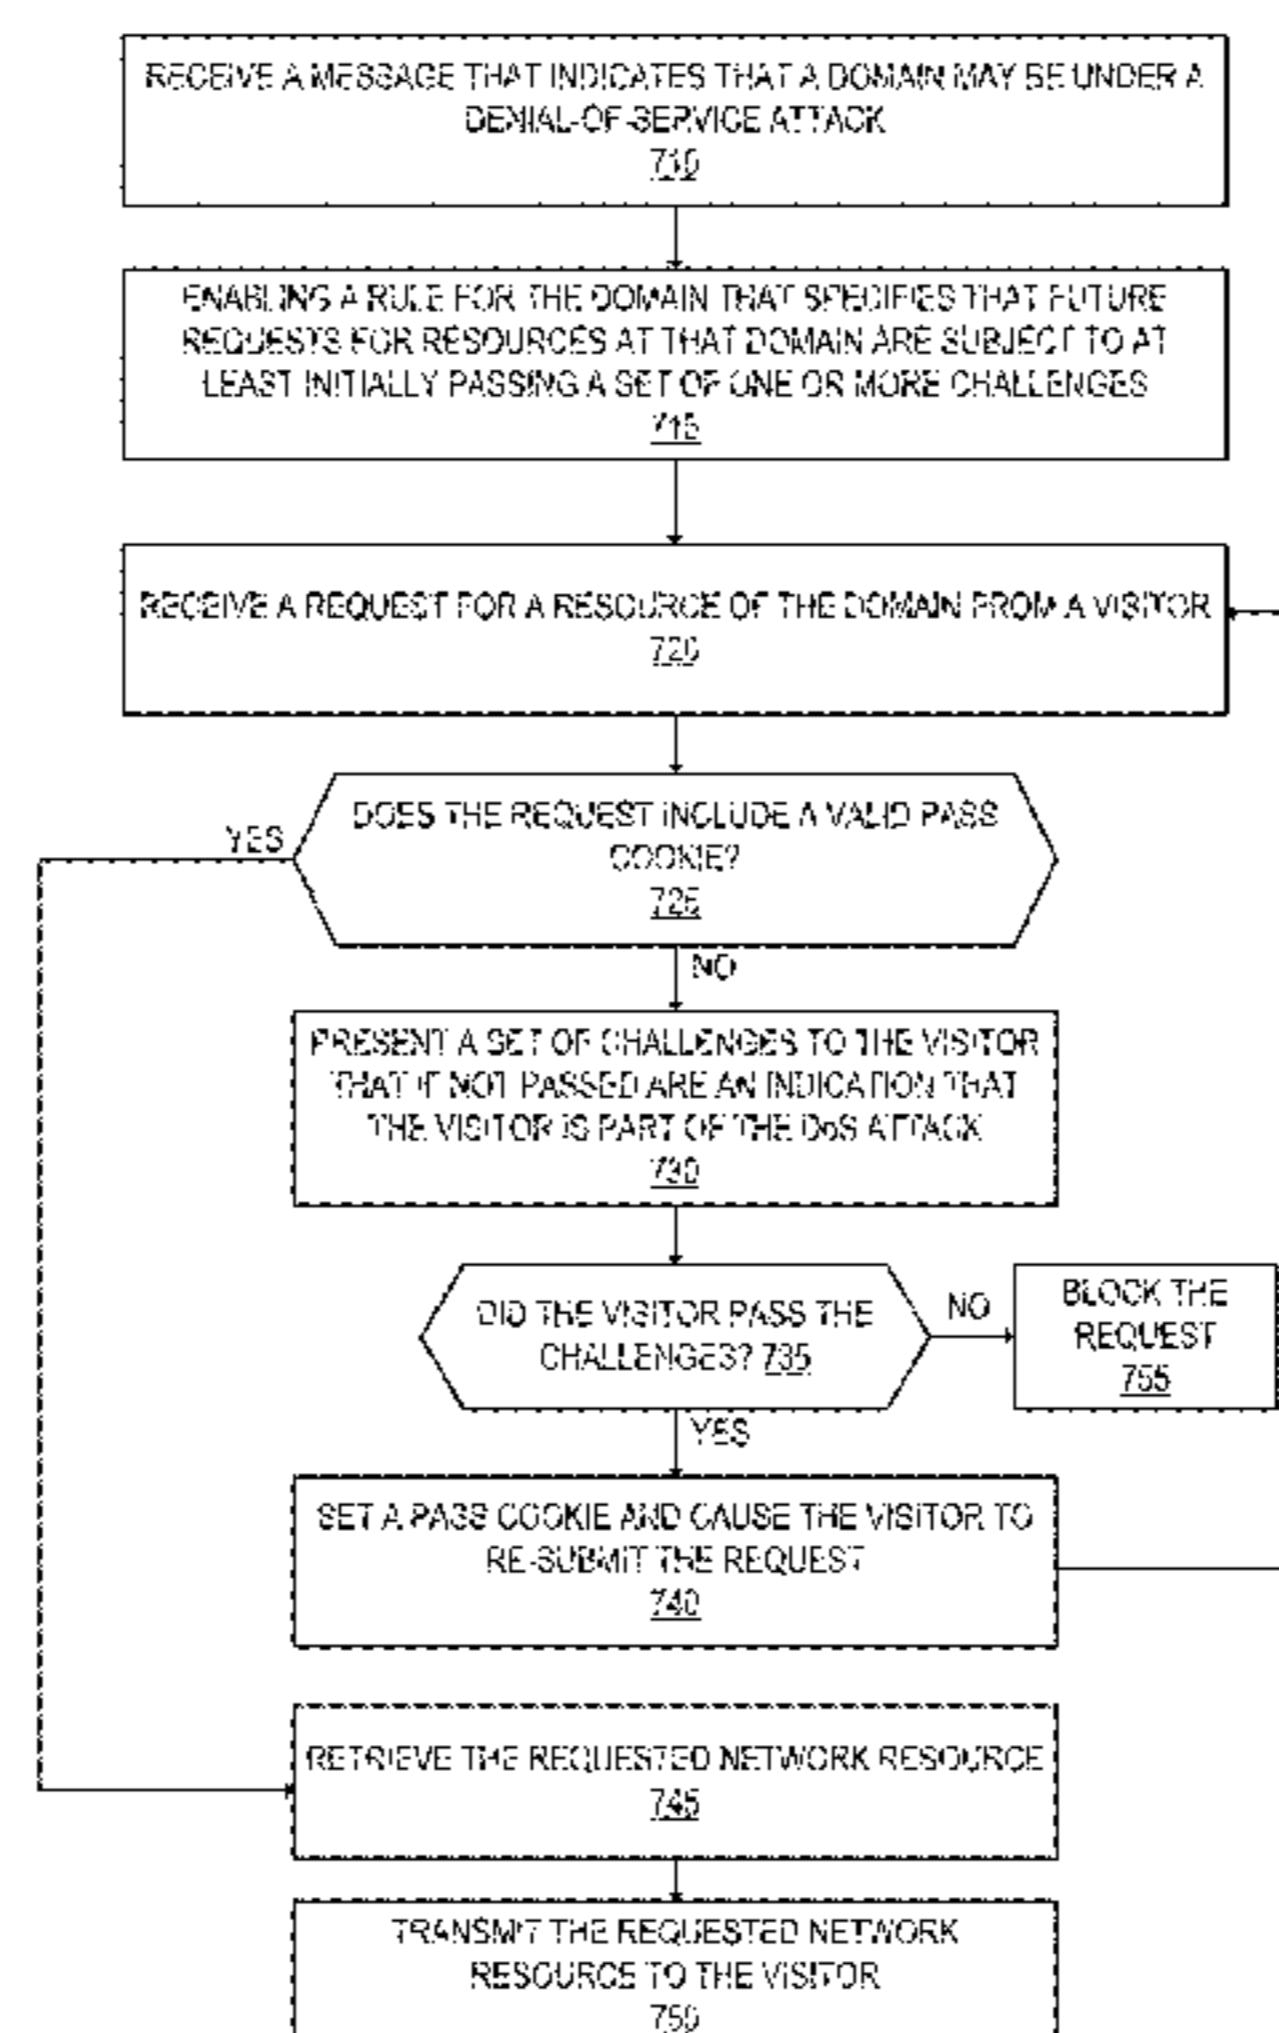 RECEIVE A MESSAGE THAT INDICATES THAT A DOMAIN MAY BE UNDER A
DENIAL-OF-SERVICE ATTACK
710
ENABLING A RULE FOR THE DOMAIN THAT SPECIFIES THAT FUTURE
REQUESTS FOR RESOURCES AT THAT DOMAIN ARE SUBJECT TO AT
LEAST INITIALLY PASSING A SET OF ONE OR MORE CHALLENGES
715
RECEIVE A REQUEST FOR A RESOURCE OF THE DOMAIN FROM A VISITOR
720
DOES THE REQUEST INCLUDE A VALID PASS
COOKIE?
725
YES
NO
PRESENT A SET OF CHALLENGES TO THE VISITOR
THAT IF NOT PASSED ARE AN INDICATION THAT
THE VISITOR IS PART OF THE DoS ATTACK
730
DID THE VISITOR PASS THE
CHALLENGES? 735
NO
BLOCK THE
REQUEST
755
YES
SET A PASS COOKIE AND CAUSE THE VISITOR TO
RE-SUBMIT THE REQUEST
740
RETRIEVE THE REQUESTED NETWORK RESOURCE
745
TRANSMIT THE REQUESTED NETWORK
RESOURCE TO THE VISITOR
750